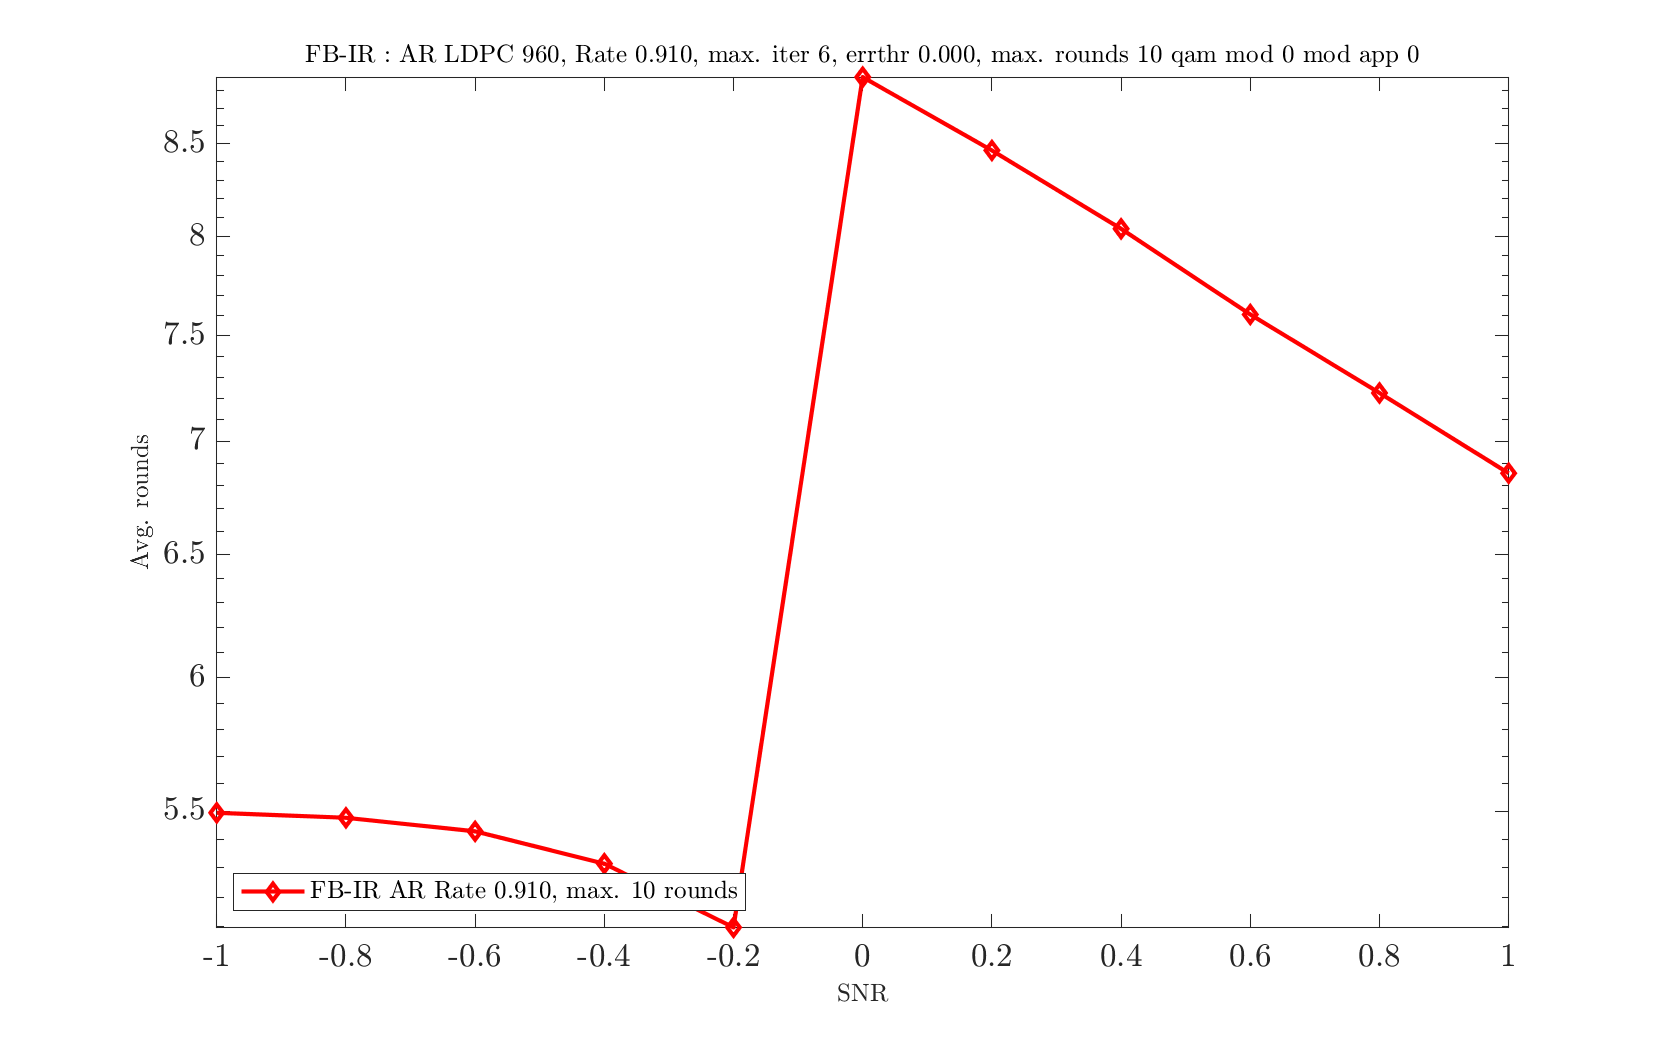 FB-IR : AR LDPC 960, Rate 0.910, max. iter 6, errthr 0.000, max. rounds 10 qam mod 0 mod app 0
8.5
8
7.5
7
6.5
6
5.5
Avg. rounds
FB-IR AR Rate 0.910, max. 10 rounds
-1 -0.8 -0.6 -0.4 -0.2 0 0.2 0.4 0.6 0.8 1
SNR